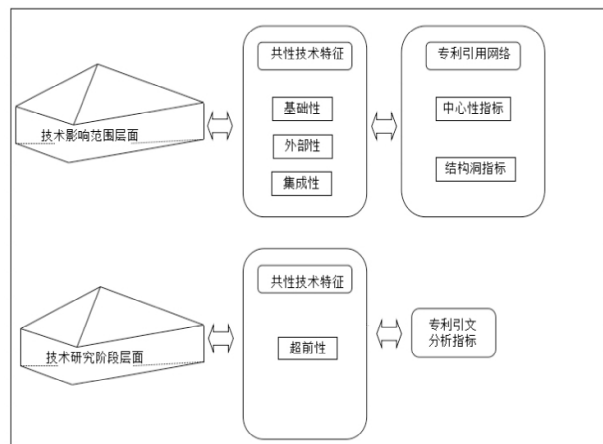 共性技术特征
专利引用网络
基础性
中心性指标
技术影响范围层面
外部性
结构洞指标
集成性
共性技术特征
专利引文
分析指标
超前性
技术研究阶段层面